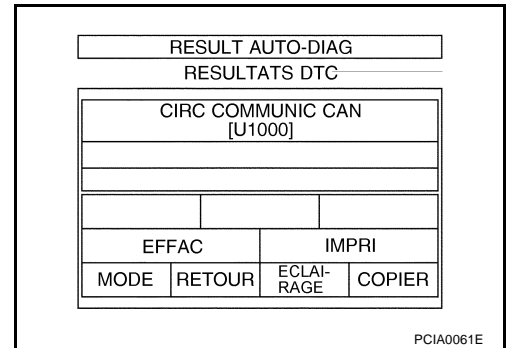 RESULT AUTO-DIAG
RESULTATS DTC
CIRC COMMUNIC CAN
[U1000]
EFFAC IMPRI
MODE RETOUR ECLAI-
RAGE COPIER
PCIA0061E